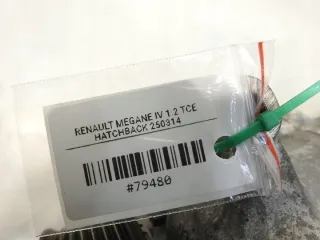 RENAULT MEGANE IV 1.2 TCE
HATCHBACK 250314
#79480